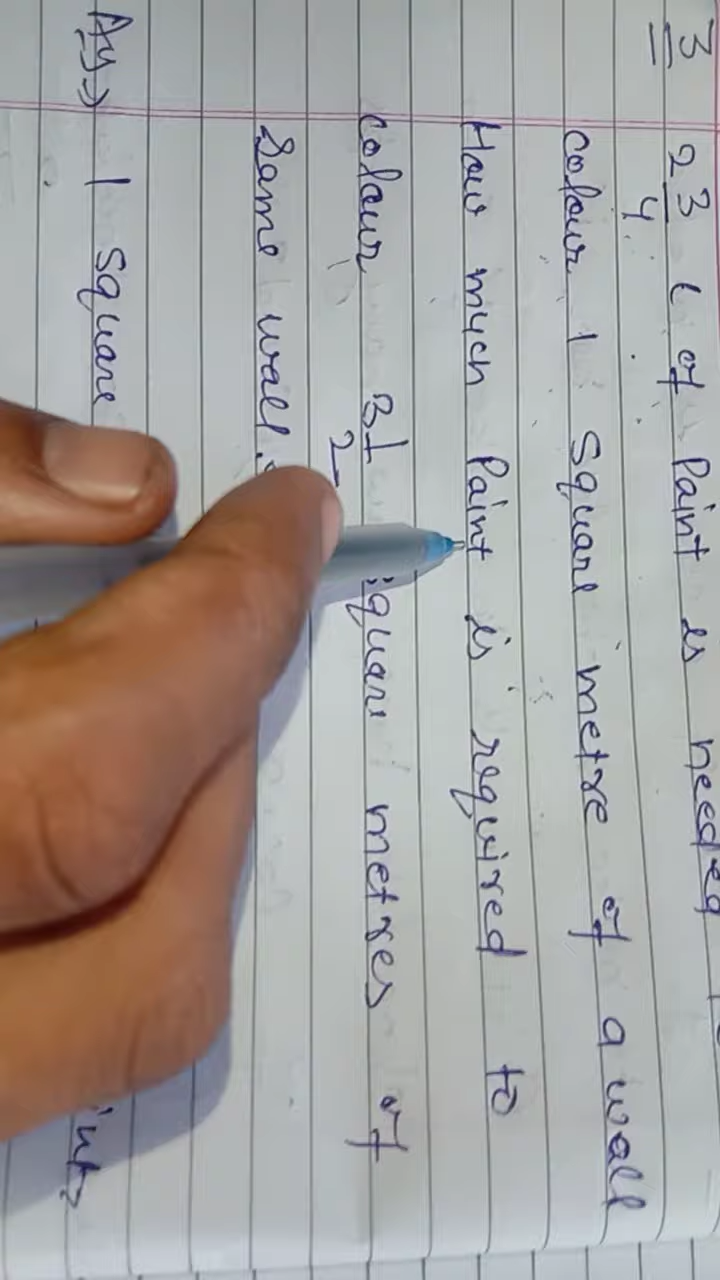 3 2 3/4 l of Paint is needed
colour 1 square metre of a wall
How much Paint is required to
colour 3 1/2 square metres of
Same wall.
Ans→ 1 square